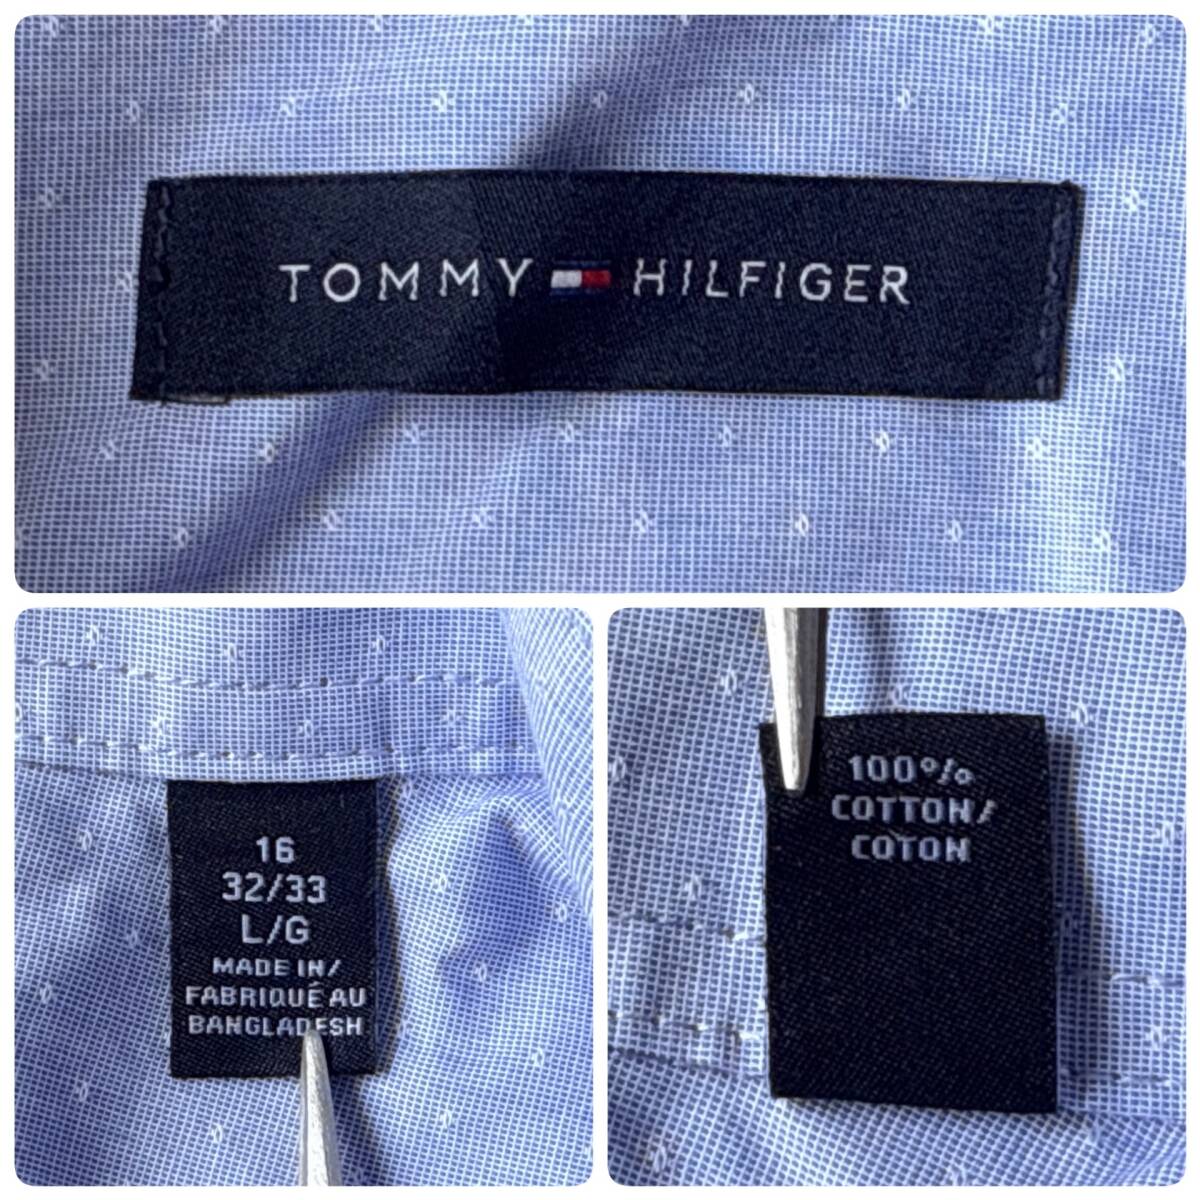 TOMMY HILFIGER
16
32/33
L/G
MADE IN/
FABRIQUÉ AU
BANGLADESH
100%
COTTON/
COTON